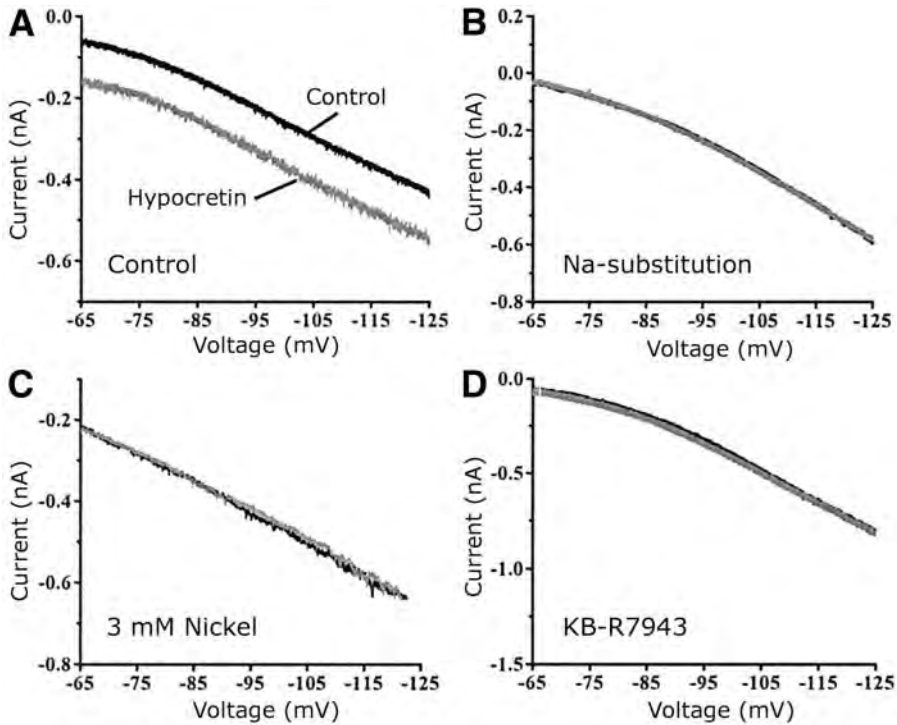 A
0.0
-0.2
-0.4
-0.6
Current (nA)
Control
Hypocretin
Control
-65 -75 -85 -95 -105 -115 -125
Voltage (mV)
B
0.2
0.0
-0.2
-0.4
-0.6
-0.8
Current (nA)
Na-substitution
-65 -75 -85 -95 -105 -115 -125
Voltage (mV)
C
-0.2
-0.4
-0.6
-0.8
Current (nA)
3 mM Nickel
-65 -75 -85 -95 -105 -115 -125
Voltage (mV)
D
0.0
-0.5
-1.0
-1.5
Current (nA)
KB-R7943
-65 -75 -85 -95 -105 -115 -125
Voltage (mV)